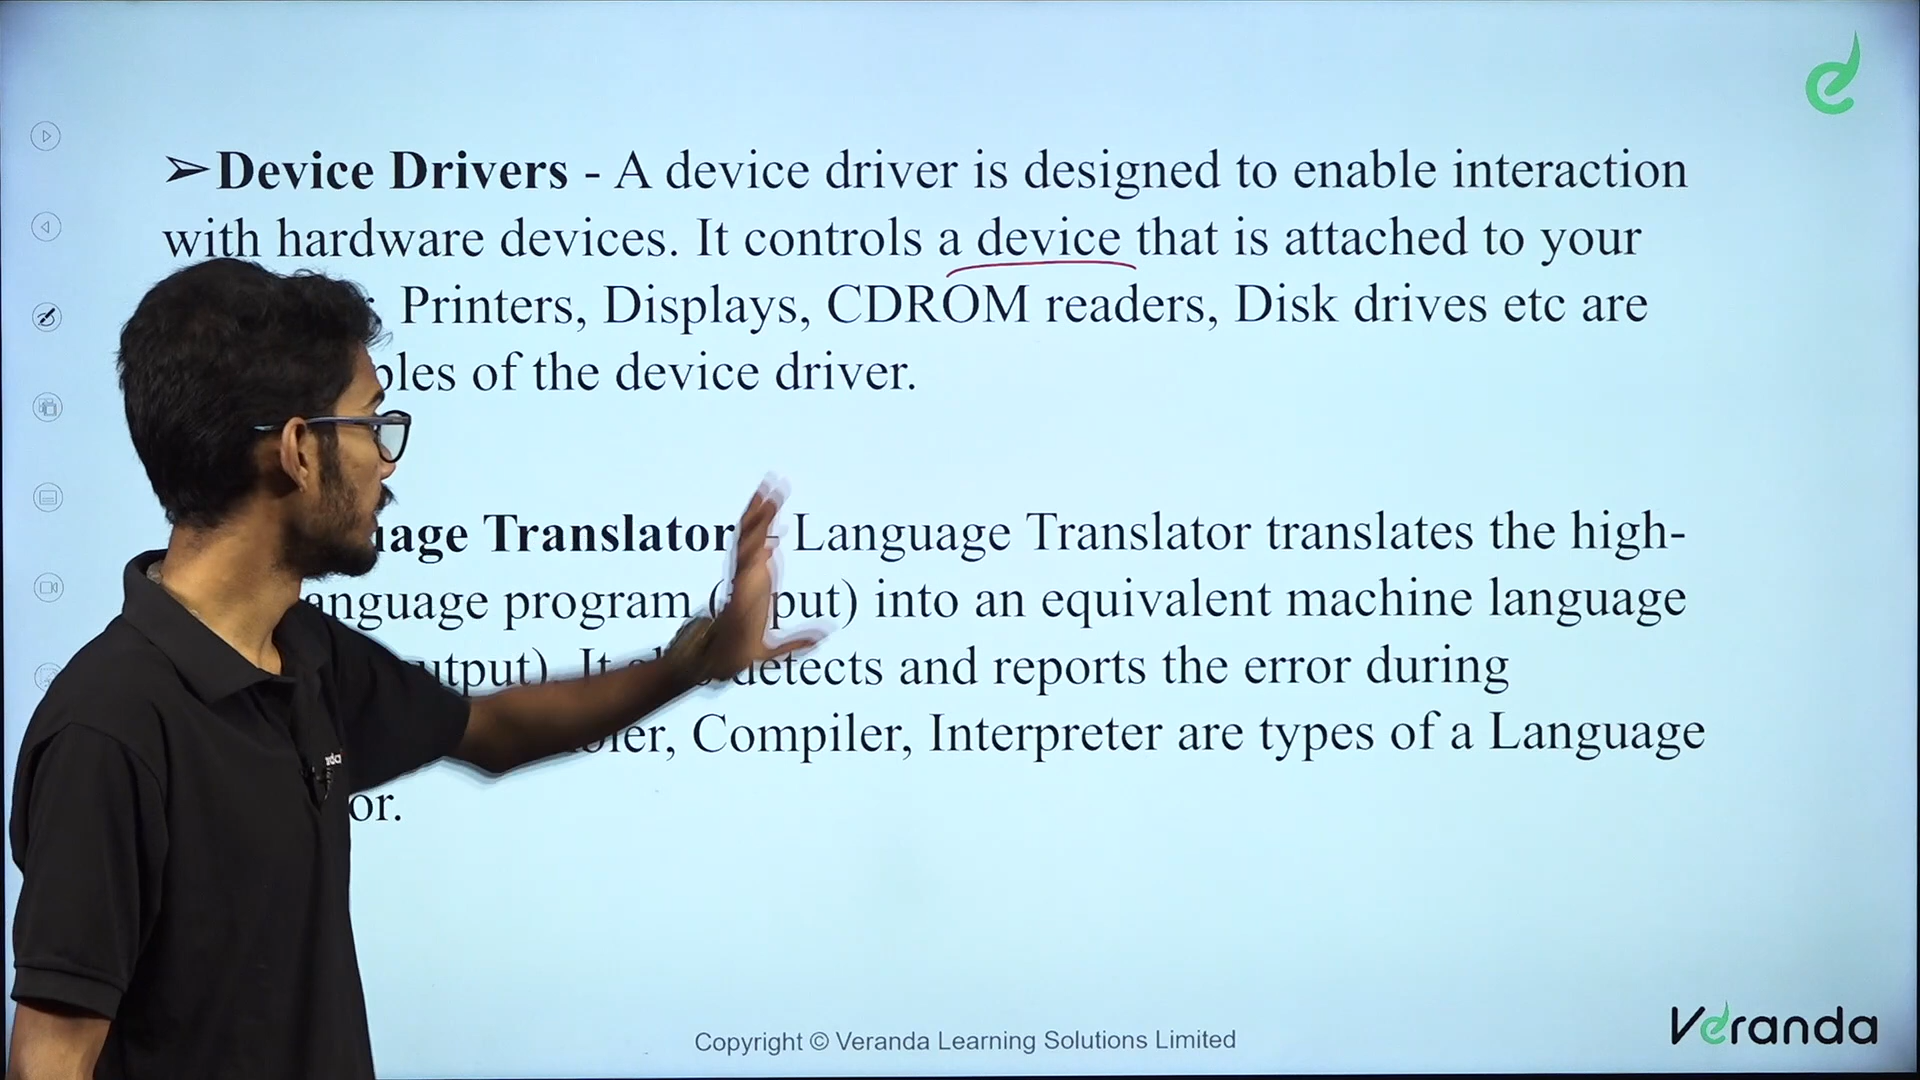 ➢Device Drivers - A device driver is designed to enable interaction
with hardware devices. It controls a device that is attached to your
Printers, Displays, CDROM readers, Disk drives etc are
of the device driver.
Translator - Language Translator translates the high-
program into an equivalent machine language
It detects and reports the error during
Compiler, Interpreter are types of a Language
Copyright © Veranda Learning Solutions Limited
Veranda